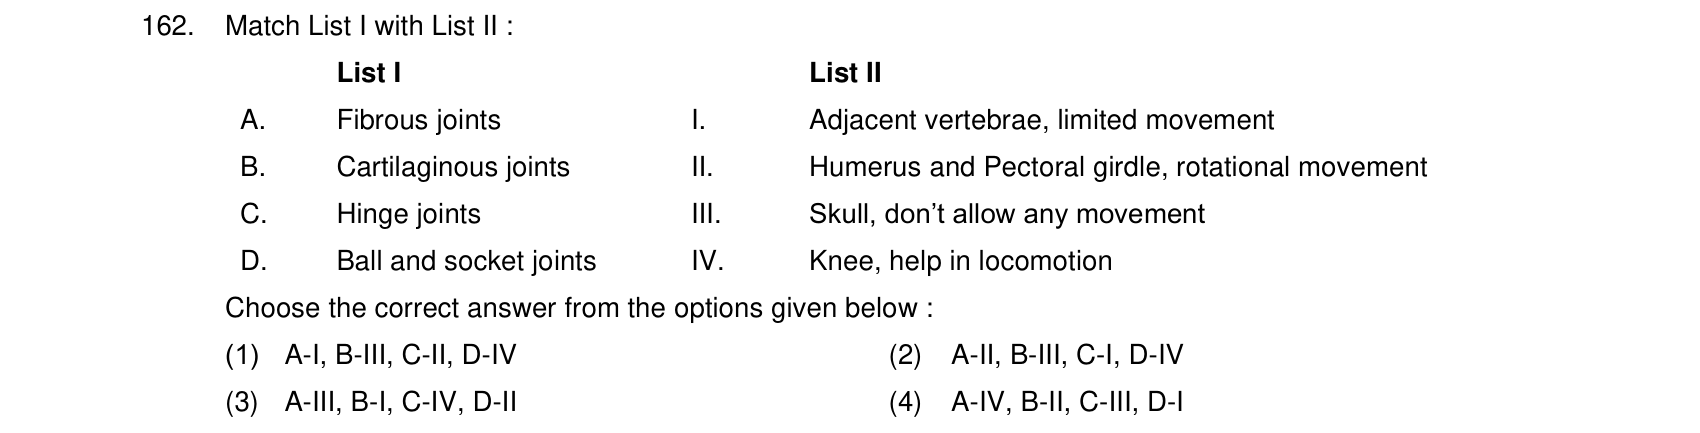 162. Match List I with List II :
List I List II
A. Fibrous joints I. Adjacent vertebrae, limited movement
B. Cartilaginous joints II. Humerus and Pectoral girdle, rotational movement
C. Hinge joints III. Skull, don’t allow any movement
D. Ball and socket joints IV. Knee, help in locomotion
Choose the correct answer from the options given below :
(1) A-I, B-III, C-II, D-IV (2) A-II, B-III, C-I, D-IV
(3) A-III, B-I, C-IV, D-II (4) A-IV, B-II, C-III, D-I